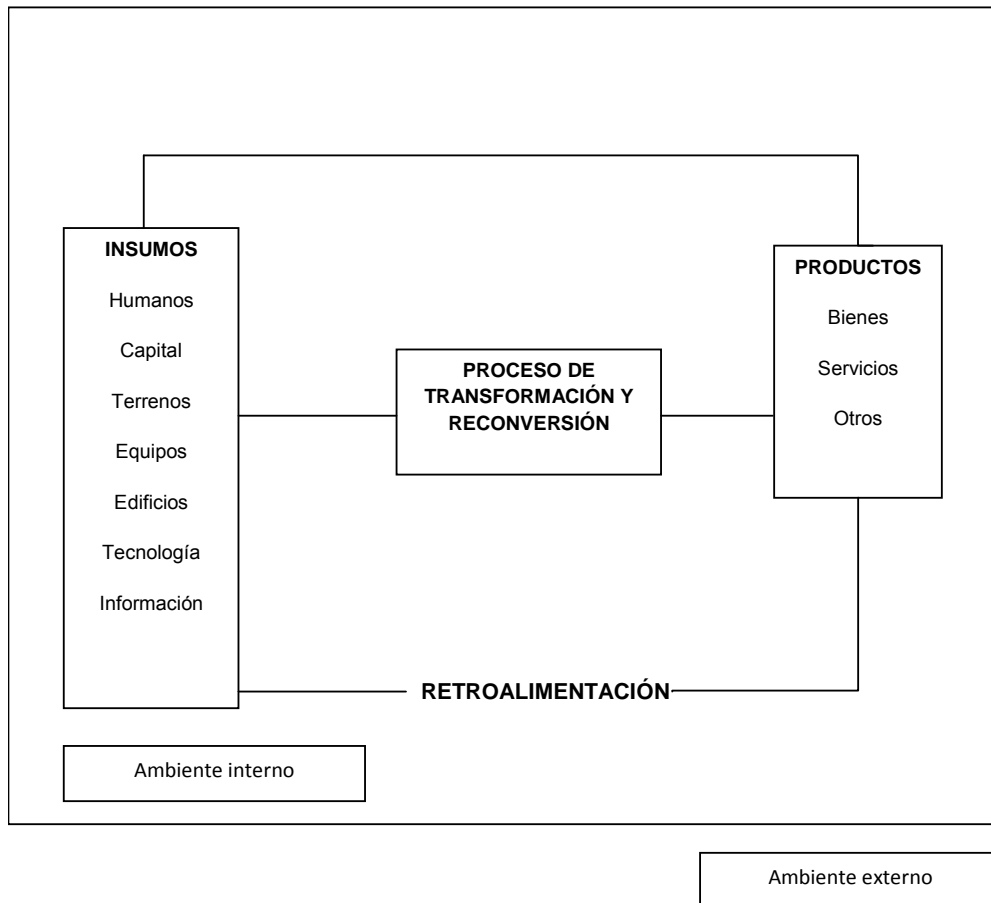 INSUMOS
Humanos
Capital
Terrenos
Equipos
Edificios
Tecnología
Información
PROCESO DE
TRANSFORMACIÓN Y
RECONVERSIÓN
PRODUCTOS
Bienes
Servicios
Otros
RETROALIMENTACIÓN
Ambiente interno
Ambiente externo